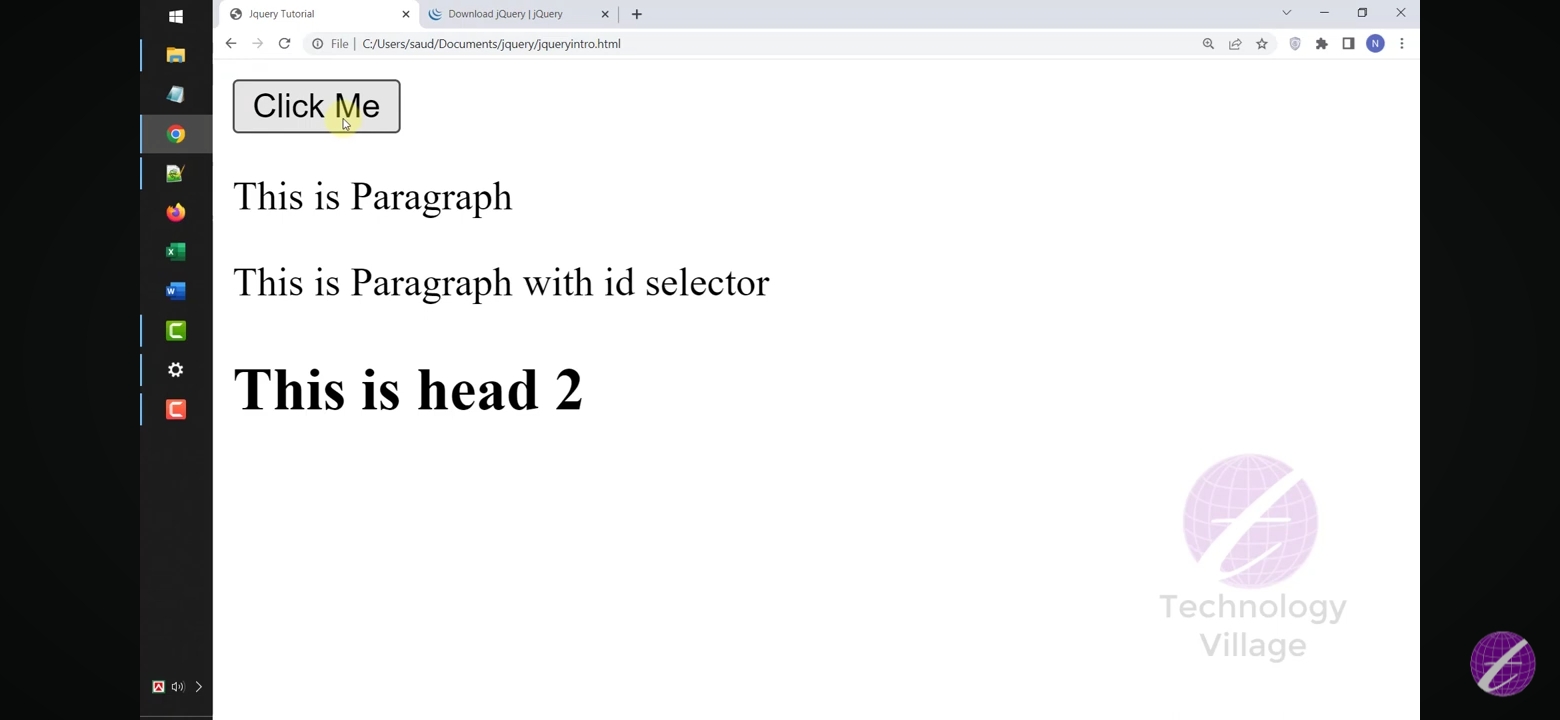 Jquery Tutorial
Download jQuery | jQuery
File | C:/Users/saud/Documents/jquery/jqueryintro.html
N
Click Me
This is Paragraph
This is Paragraph with id selector
This is head 2
Technology
Village